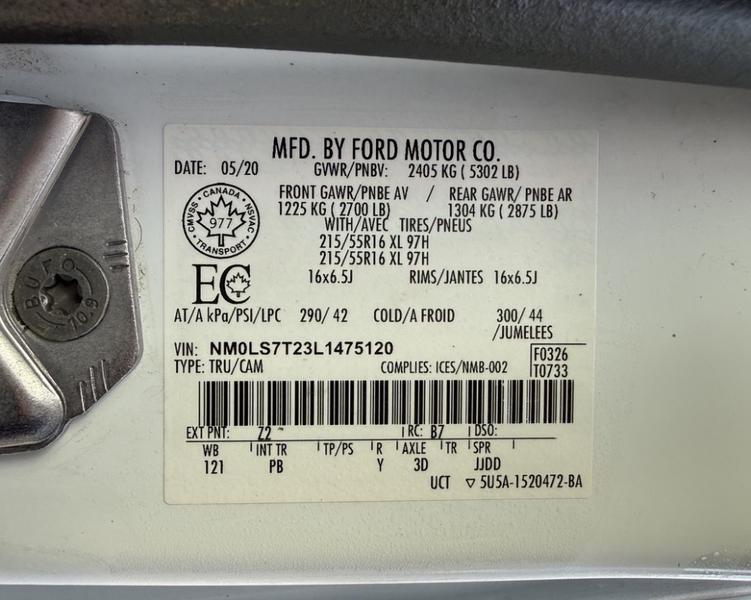 MFD. BY FORD MOTOR CO.
DATE: 05/20 GVWR/PNBV: 2405 KG ( 5302 LB)
FRONT GAWR/PNBE AV / REAR GAWR/ PNBE AR
1225 KG ( 2700 LB) 1304 KG ( 2875 LB)
WITH/AVEC TIRES/PNEUS
215/55R16 XL 97H
215/55R16 XL 97H
16x6.5J RIMS/JANTES 16x6.5J
CANADA
CMVSS · NSVAC
977
TRANSPORT
EC
AT/A kPa/PSI/LPC 290/ 42 COLD/A FROID 300/ 44
/JUMELEES
VIN: NM0LS7T23L1475120 F0326
TYPE: TRU/CAM COMPLIES: ICES/NMB-002 T0733
EXT PNT: Z2 RC: B7 DSO:
WB INT TR TP/PS R AXLE TR SPR
121 PB Y 3D JJDD
UCT ▽ 5U5A-1520472-BA
BUFO
10.9